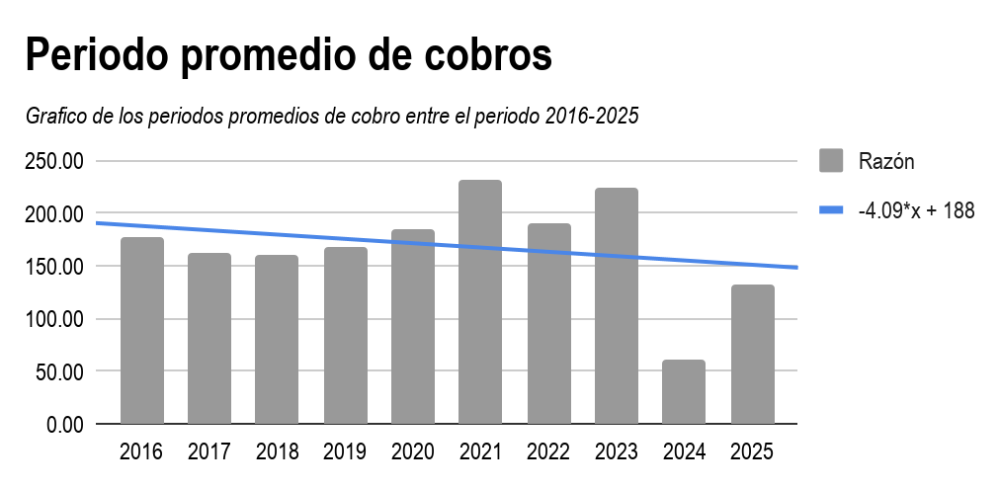 Periodo promedio de cobros
Grafico de los periodos promedios de cobro entre el periodo 2016-2025
250.00
200.00
150.00
100.00
50.00
0.00
2016 2017 2018 2019 2020 2021 2022 2023 2024 2025
Razón
-4.09*x + 188